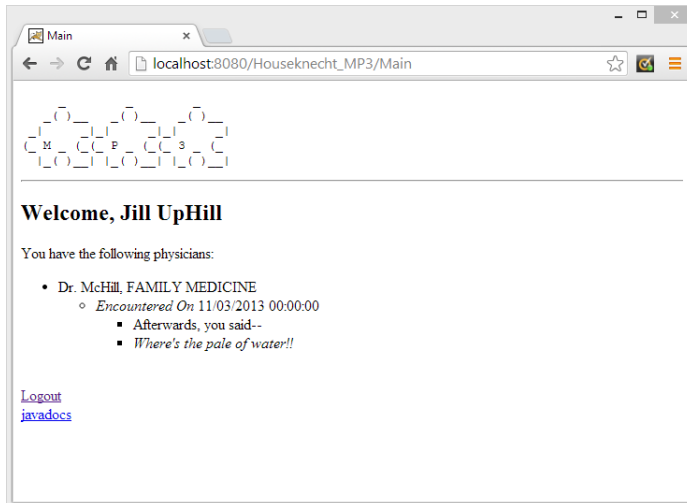 Main
localhost:8080/Houseknecht_MP3/Main
M P 3
Welcome, Jill UpHill
You have the following physicians:
Dr. McHill, FAMILY MEDICINE
Encountered On 11/03/2013 00:00:00
Afterwards, you said--
Where's the pale of water!!
Logout
javadocs